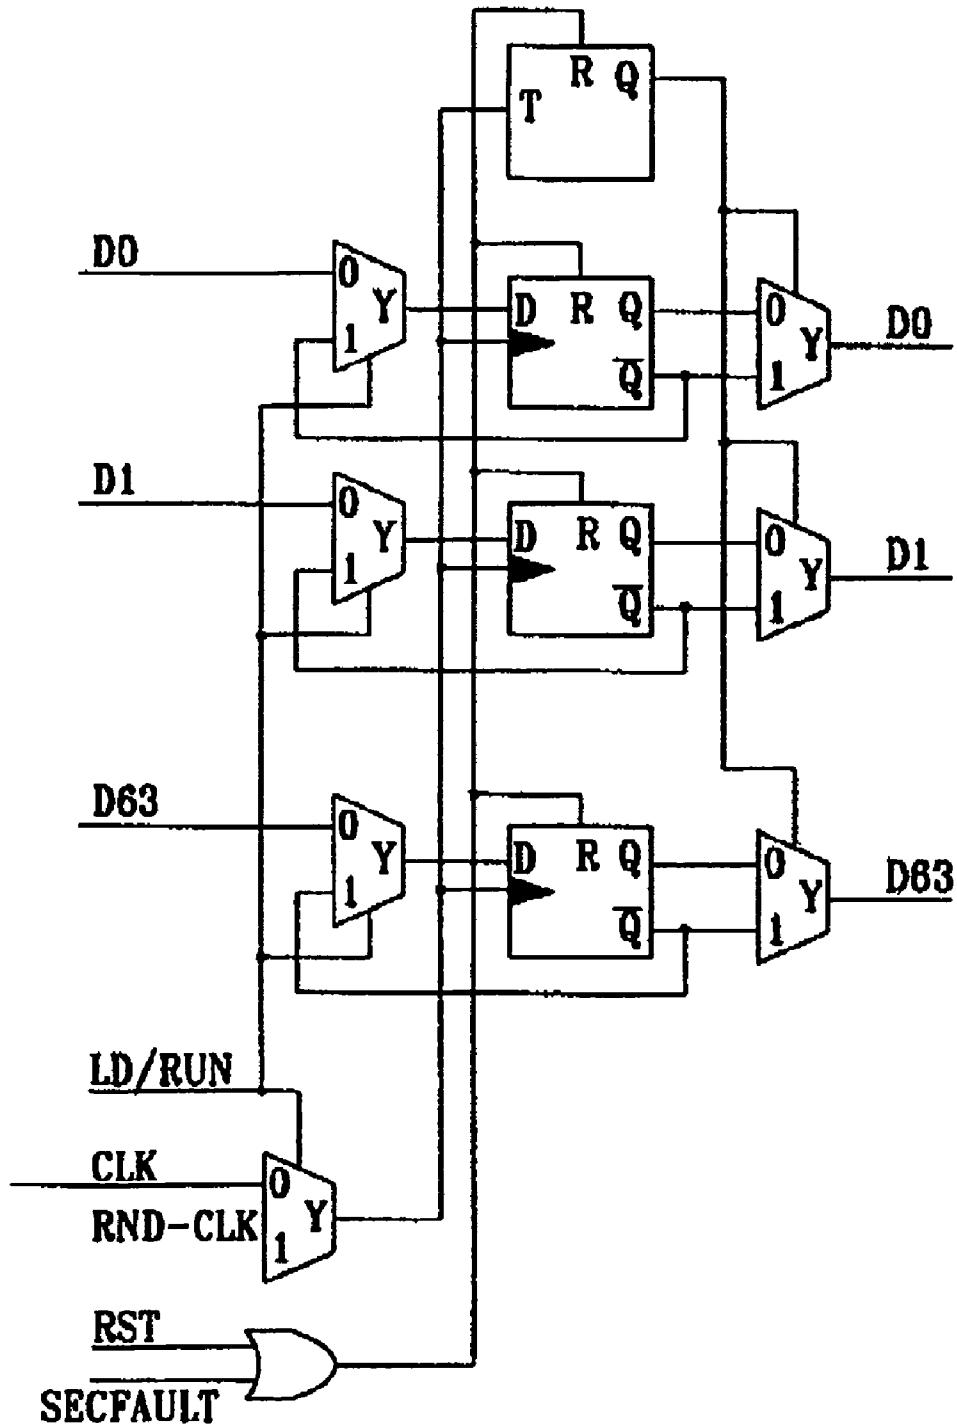 R Q
T
D0
0
Y
1
D R Q
Q̅
0
Y
1
D0
D1
0
Y
1
D R Q
Q̅
0
Y
1
D1
D63
0
Y
1
D R Q
Q̅
0
Y
1
D63
LD/RUN
CLK
0
Y
RND-CLK
1
RST
SECFAULT